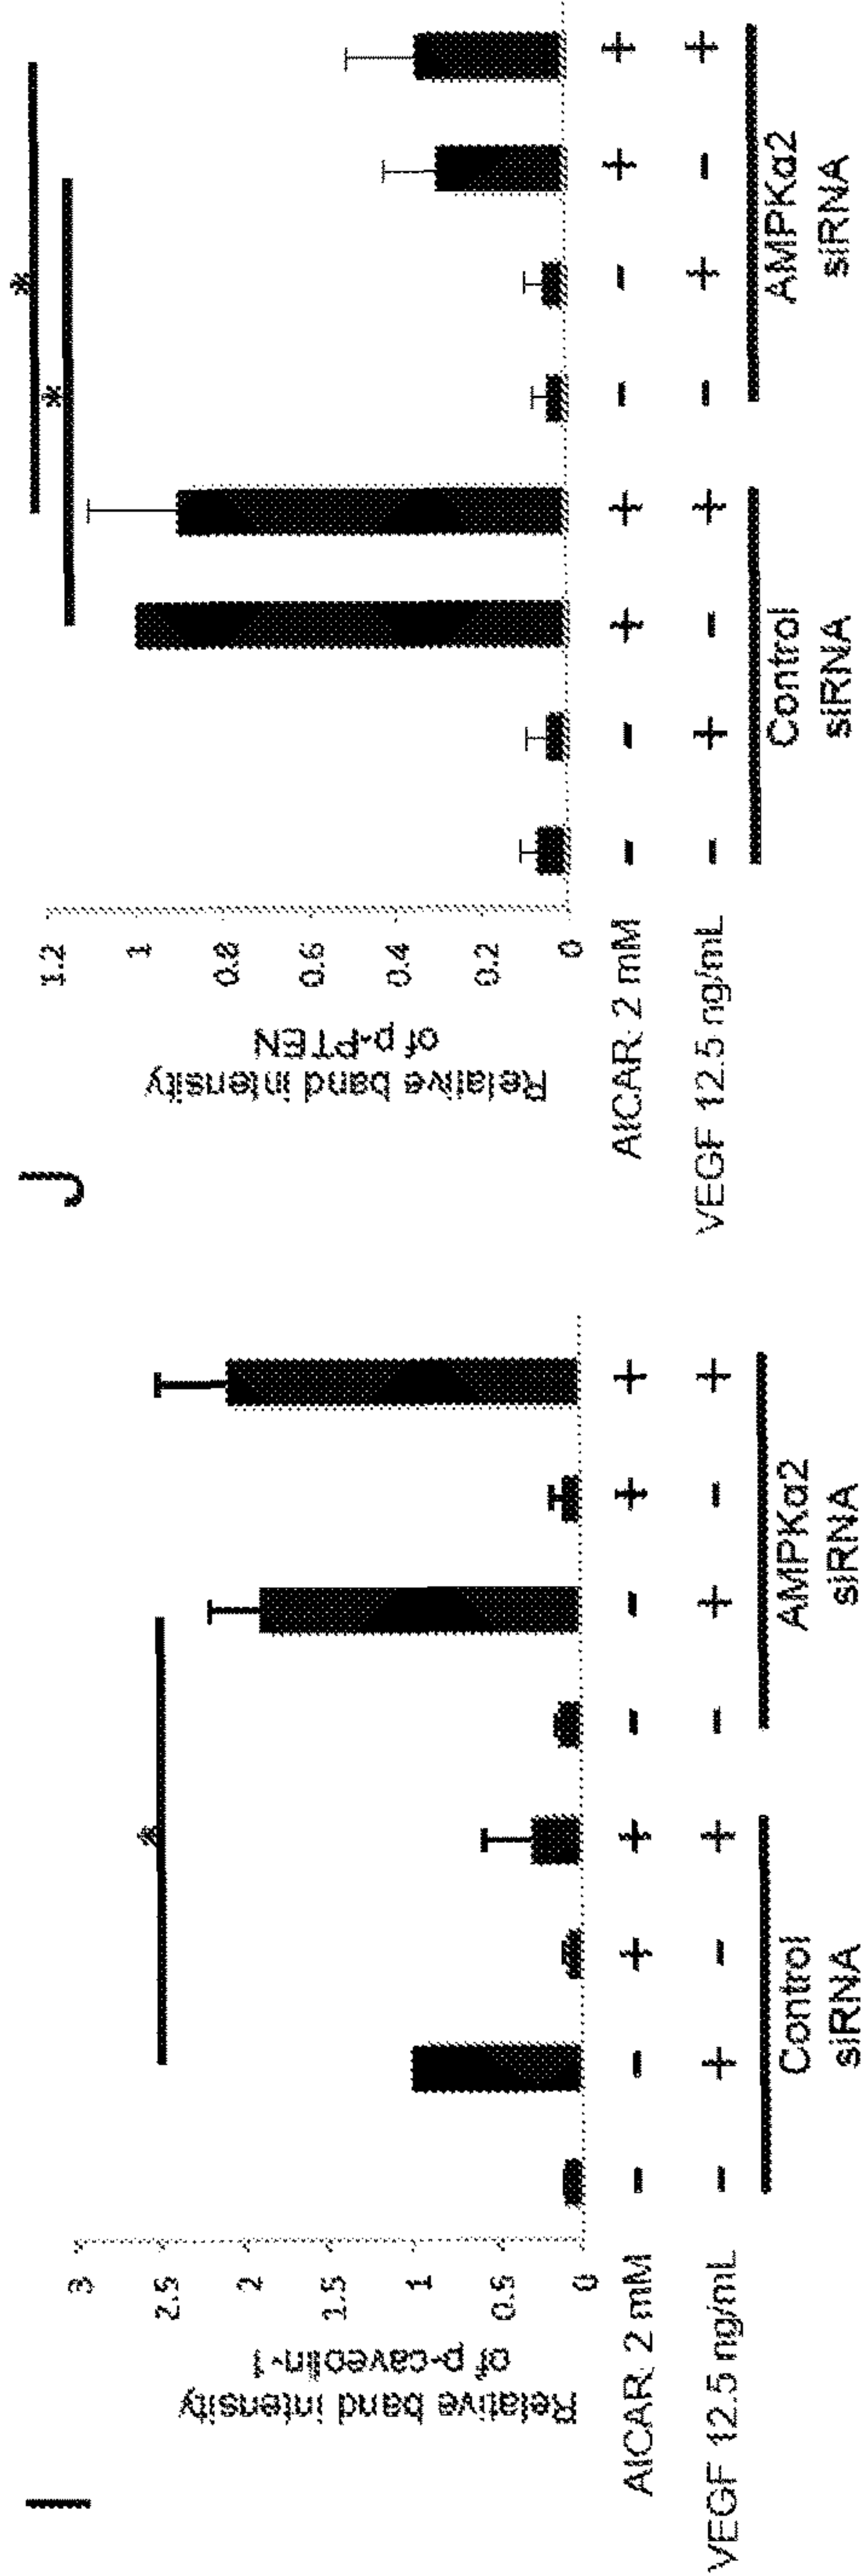 I
Relative band intensity
of p-caveolin-1
3
2.5
2
1.5
1
0.5
0
AICAR 2 mM - - + + - - + +
VEGF 12.5 ng/mL - + - + - + - +
Control
siRNA
AMPKα2
siRNA
*
J
Relative band intensity
of p-PTEN
1.2
1
0.8
0.6
0.4
0.2
0
AICAR 2 mM - - + + - - + +
VEGF 12.5 ng/mL - + - + - + - +
Control
siRNA
AMPKα2
siRNA
*
*